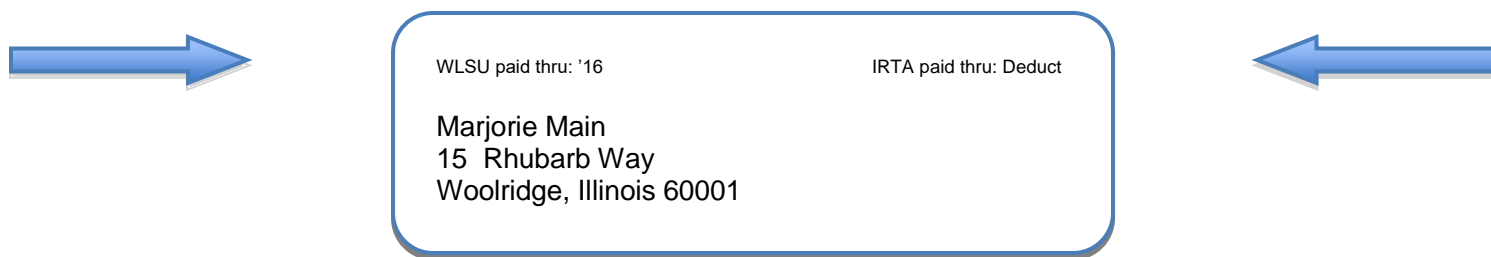 WLSU paid thru: ’16 IRTA paid thru: Deduct
Marjorie Main
15  Rhubarb Way
Woolridge, Illinois 60001